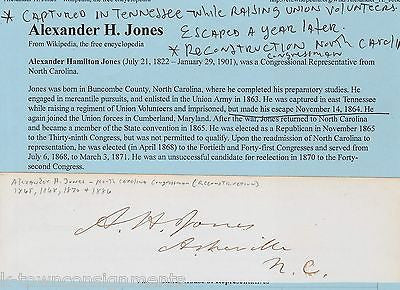 * CAPTURED IN TENNESSEE WHILE RAISING UNION VOLUNTEERS.
* ESCAPED A YEAR LATER.
* RECONSTRUCTION NORTH CAROLIN
CONGRESSMAN
Alexander H. Jones
From Wikipedia, the free encyclopedia
Alexander Hamilton Jones (July 21, 1822 – January 29, 1901), was a Congressional Representative from
North Carolina.
Jones was born in Buncombe County, North Carolina, where he completed his preparatory studies. He
engaged in mercantile pursuits, and enlisted in the Union Army in 1863. He was captured in east Tennessee
while raising a regiment of Union Volunteers and imprisoned, but made his escape November 14, 1864. He
again joined the Union forces in Cumberland, Maryland. After the war, Jones returned to North Carolina
and became a member of the State convention in 1865. He was elected as a Republican in November 1865
to the Thirty-ninth Congress, but was not permitted to qualify. Upon the readmission of North Carolina to
representation, he was elected (in April 1868) to the Fortieth and Forty-first Congresses and served from
July 6, 1868, to March 3, 1871. He was an unsuccessful candidate for reelection in 1870 to the Forty-
second Congress.
Alexander H. Jones - North Carolina Congressman (Reconstruction)
A. H. Jones
Asheville
N. C.
k-townconsignments